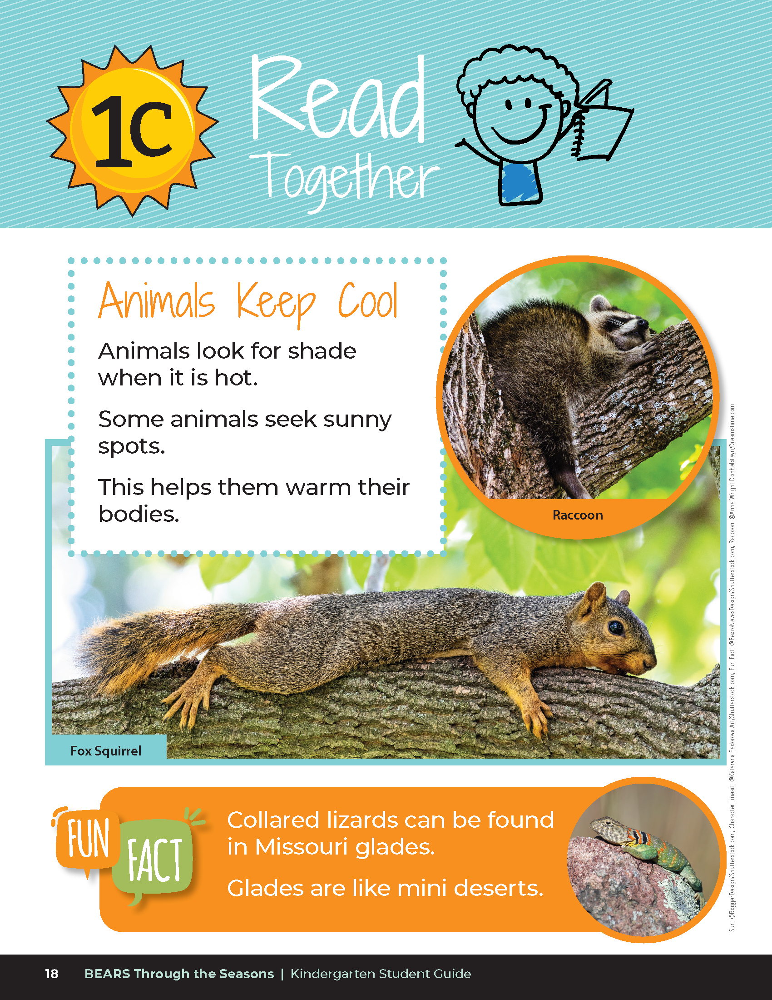 1C
Read
Together
Animals Keep Cool
Animals look for shade
when it is hot.
Some animals seek sunny
spots.
This helps them warm their
bodies.
Raccoon
Fox Squirrel
FUN
FACT
Collared lizards can be found
in Missouri glades.
Glades are like mini deserts.
Sun: ©RoggerDesign/Shutterstock.com; Character Lineart: @Kateryna Fedorova Art/Shutterstock.com; Fun Fact: @PedroNevesDesign/Shutterstock.com; Raccoon: ©Anne Wright Dobbelsteyn/Dreamstime.com
18 BEARS Through the Seasons | Kindergarten Student Guide